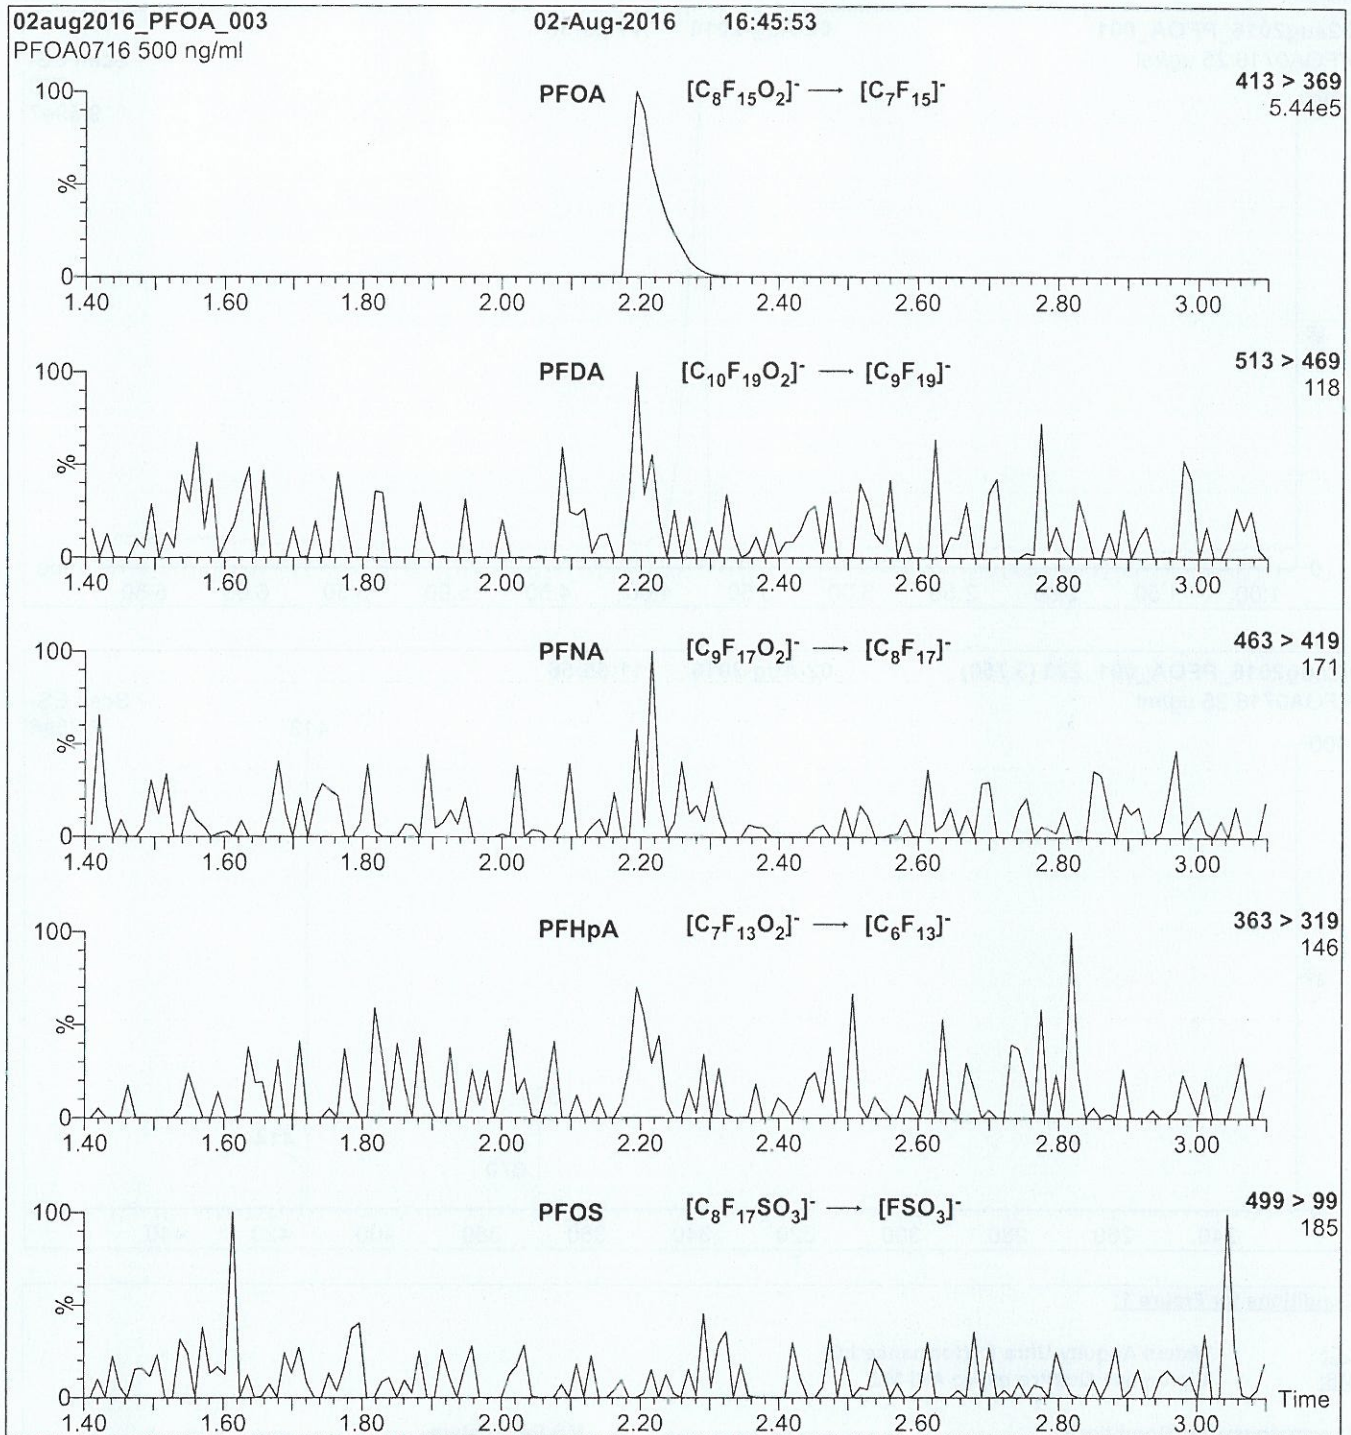 02aug2016_PFOA_003 02-Aug-2016 16:45:53
PFOA0716 500 ng/ml
PFOA [C8F15O2]- → [C7F15]- 413 > 369
5.44e5
100
%
0
1.40 1.60 1.80 2.00 2.20 2.40 2.60 2.80 3.00
PFDA [C10F19O2]- → [C9F19]- 513 > 469
118
100
%
0
1.40 1.60 1.80 2.00 2.20 2.40 2.60 2.80 3.00
PFNA [C9F17O2]- → [C8F17]- 463 > 419
171
100
%
0
1.40 1.60 1.80 2.00 2.20 2.40 2.60 2.80 3.00
PFHpA [C7F13O2]- → [C6F13]- 363 > 319
146
100
%
0
1.40 1.60 1.80 2.00 2.20 2.40 2.60 2.80 3.00
PFOS [C8F17SO3]- → [FSO3]- 499 > 99
185
100
%
0
Time
1.40 1.60 1.80 2.00 2.20 2.40 2.60 2.80 3.00